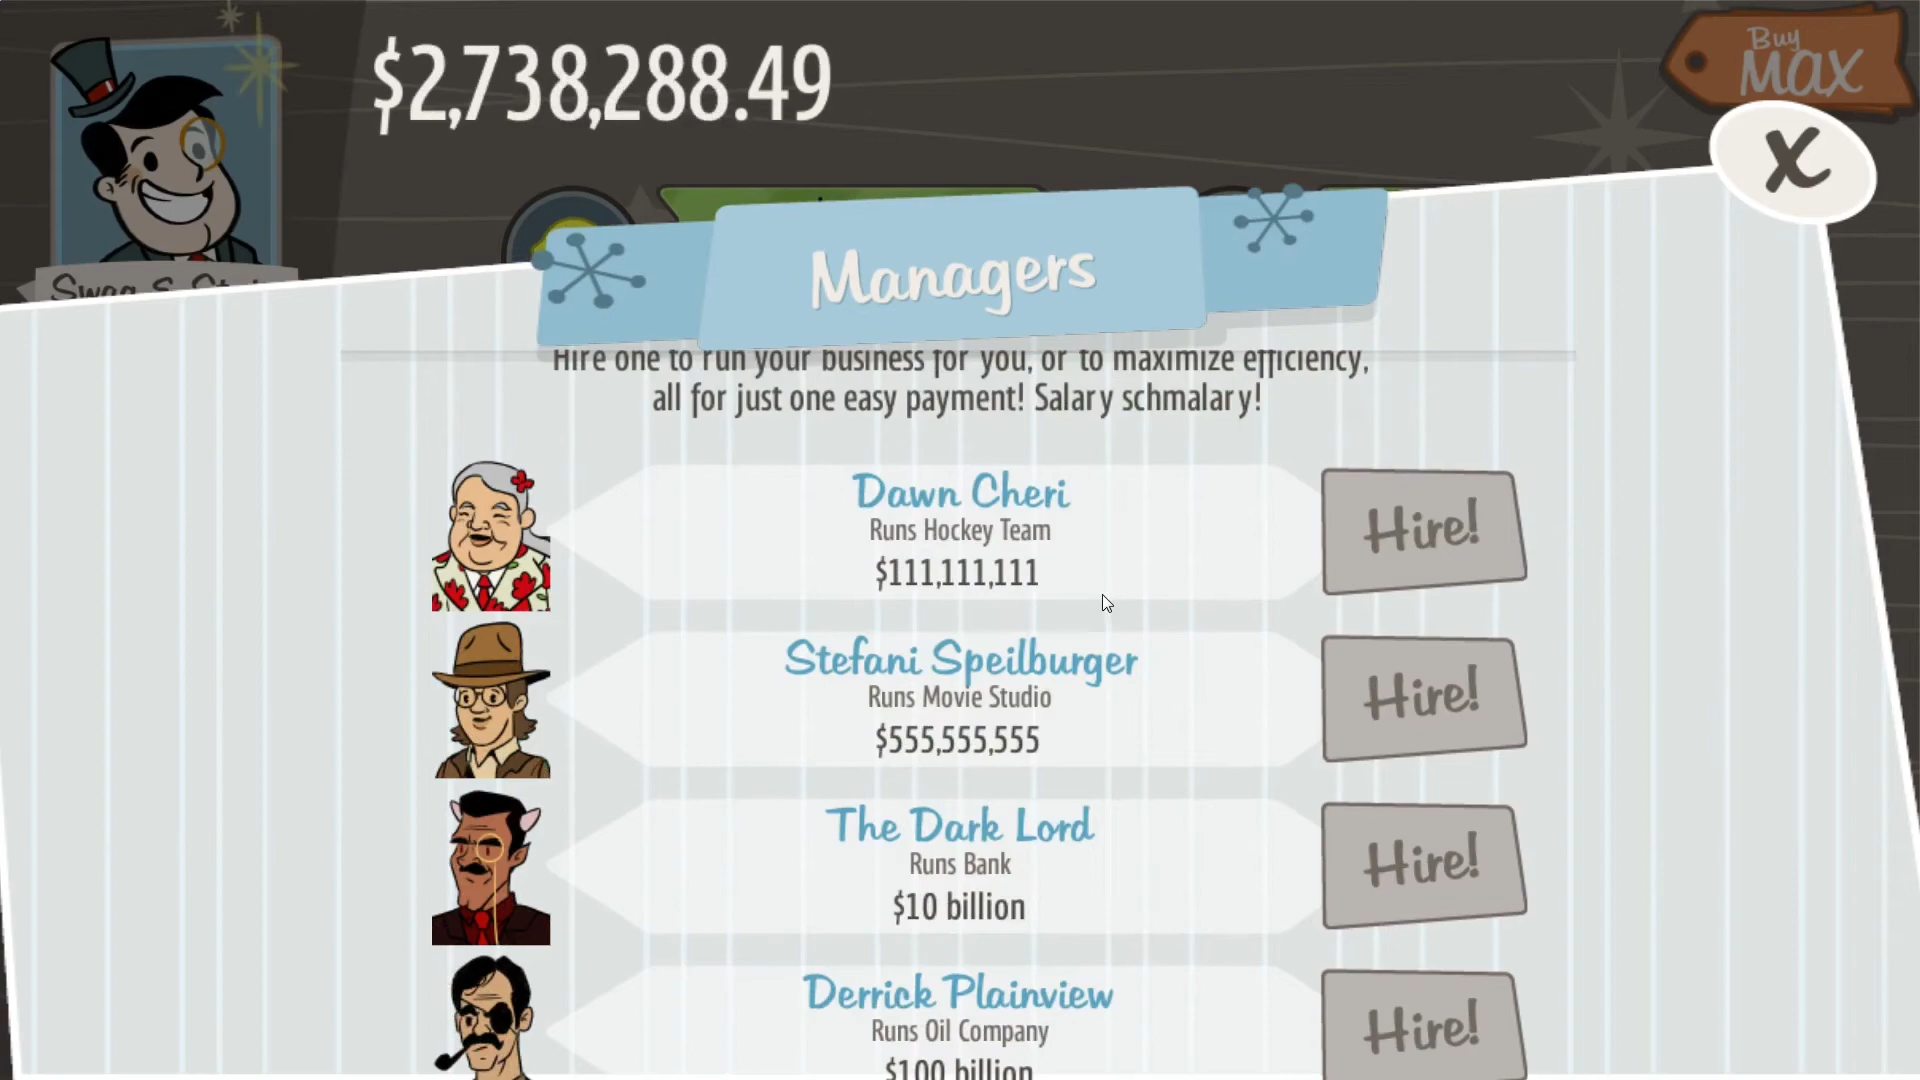 $2,738,288.49
Buy
Max
X
Managers
Hire one to run your business for you, or to maximize efficiency,
all for just one easy payment! Salary schmalary!
Dawn Cheri
Runs Hockey Team
$111,111,111
Hire!
Stefani Speilburger
Runs Movie Studio
$555,555,555
Hire!
The Dark Lord
Runs Bank
$10 billion
Hire!
Derrick Plainview
Runs Oil Company
$100 billion
Hire!